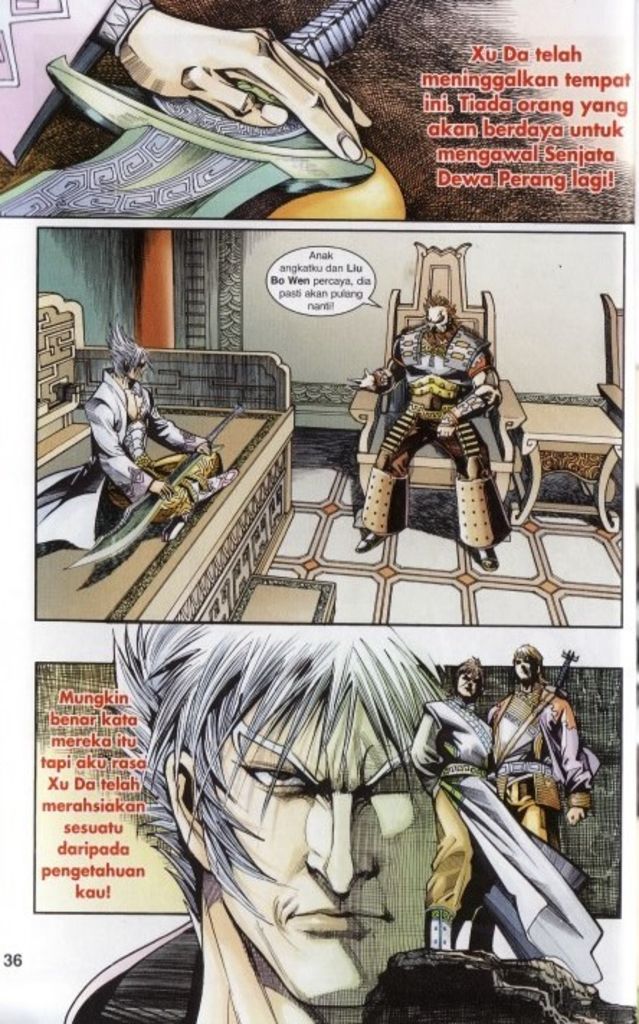 Xu Da telah
meninggalkan tempat
ini. Tiada orang yang
akan berdaya untuk
mengawal Senjata
Dewa Perang lagi!
Anak
angkatku dan Liu
Bo Wen percaya, dia
pasti akan pulang
nanti!
Mungkin
benar kata
mereka itu
tapi aku rasa
Xu Da telah
merahsiakan
sesuatu
daripada
pengetahuan
kau!
36